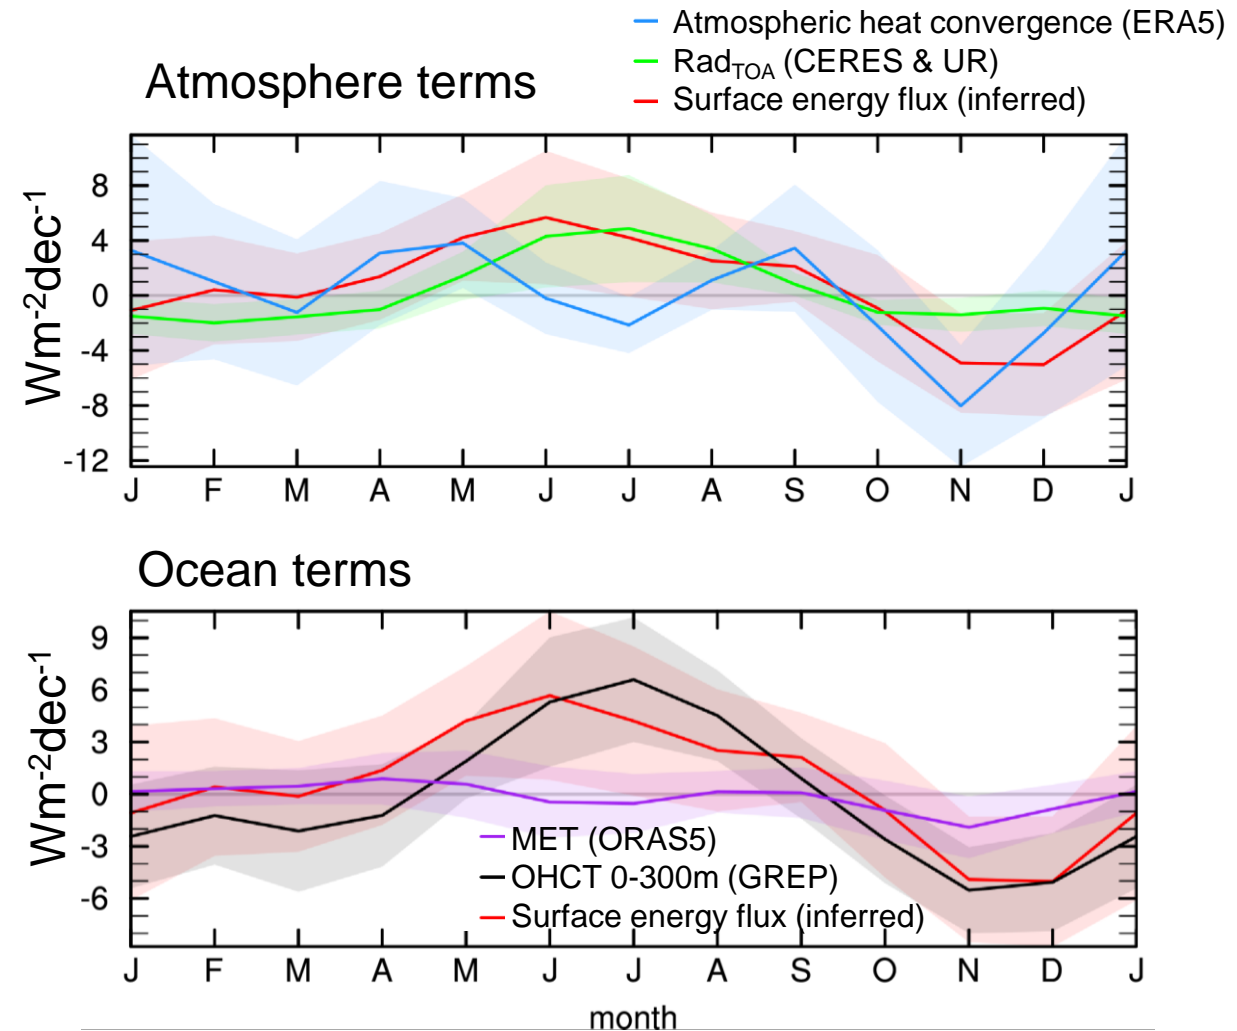 Atmospheric heat convergence (ERA5)
Rad_TOA (CERES & UR)
Surface energy flux (inferred)
Atmosphere terms
Wm^-2dec^-1
8
4
0
-4
-8
-12
J F M A M J J A S O N D J
Ocean terms
Wm^-2dec^-1
9
6
3
0
-3
-6
MET (ORAS5)
OHCT 0-300m (GREP)
Surface energy flux (inferred)
J F M A M J J A S O N D J
month